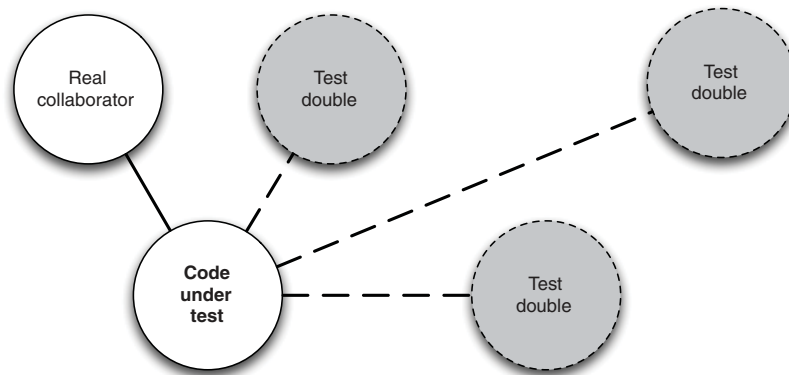 Real
collaborator
Test
double
Test
double
Code
under
test
Test
double